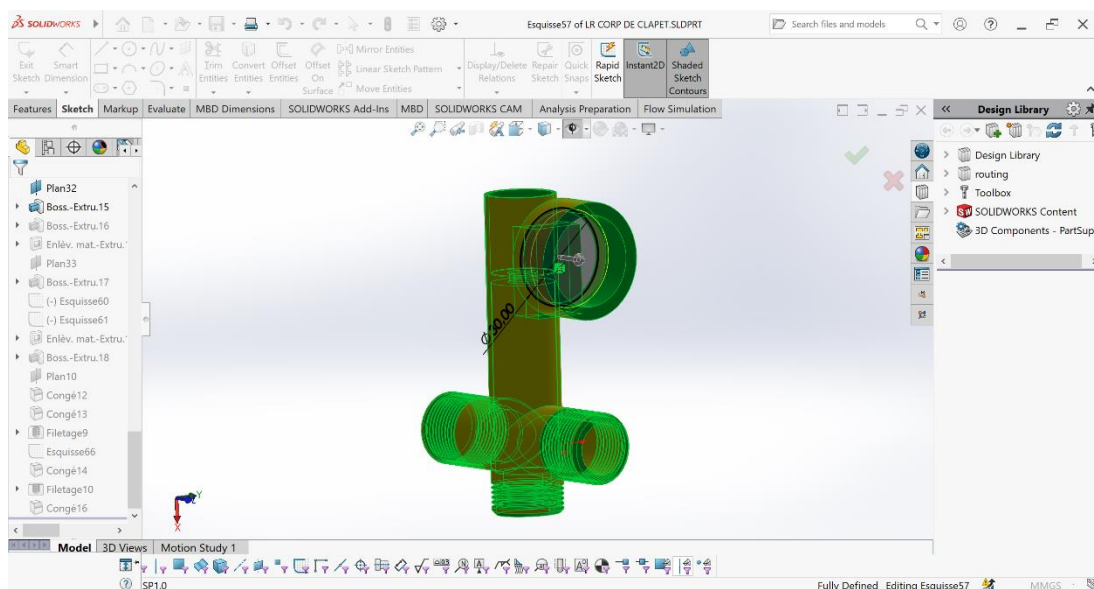 SOLIDWORKS
Esquisse57 of LR CORP DE CLAPET.SLDPRT
Search files and models
Exit Sketch
Smart Dimension
Trim Entities
Convert Entities
Offset Entities
Offset On Surface
Mirror Entities
Linear Sketch Pattern
Move Entities
Display/Delete Relations
Repair Sketch
Quick Snaps
Rapid Sketch
Instant2D
Shaded Sketch Contours
Features Sketch Markup Evaluate MBD Dimensions SOLIDWORKS Add-Ins MBD SOLIDWORKS CAM Analysis Preparation Flow Simulation
Design Library
Plan32
Boss.-Extru.15
Boss.-Extru.16
Enlèv. mat.-Extru.
Plan33
Boss.-Extru.17
(-) Esquisse60
(-) Esquisse61
Enlèv. mat.-Extru.
Boss.-Extru.18
Plan10
Congé12
Congé13
Filetage9
Esquisse66
Congé14
Filetage10
Congé16
Design Library
routing
Toolbox
SOLIDWORKS Content
3D Components - PartSup
Ø30,00
Y
X
Model 3D Views Motion Study 1
SP1.0
Fully Defined Editing Esquisse57 MMGS